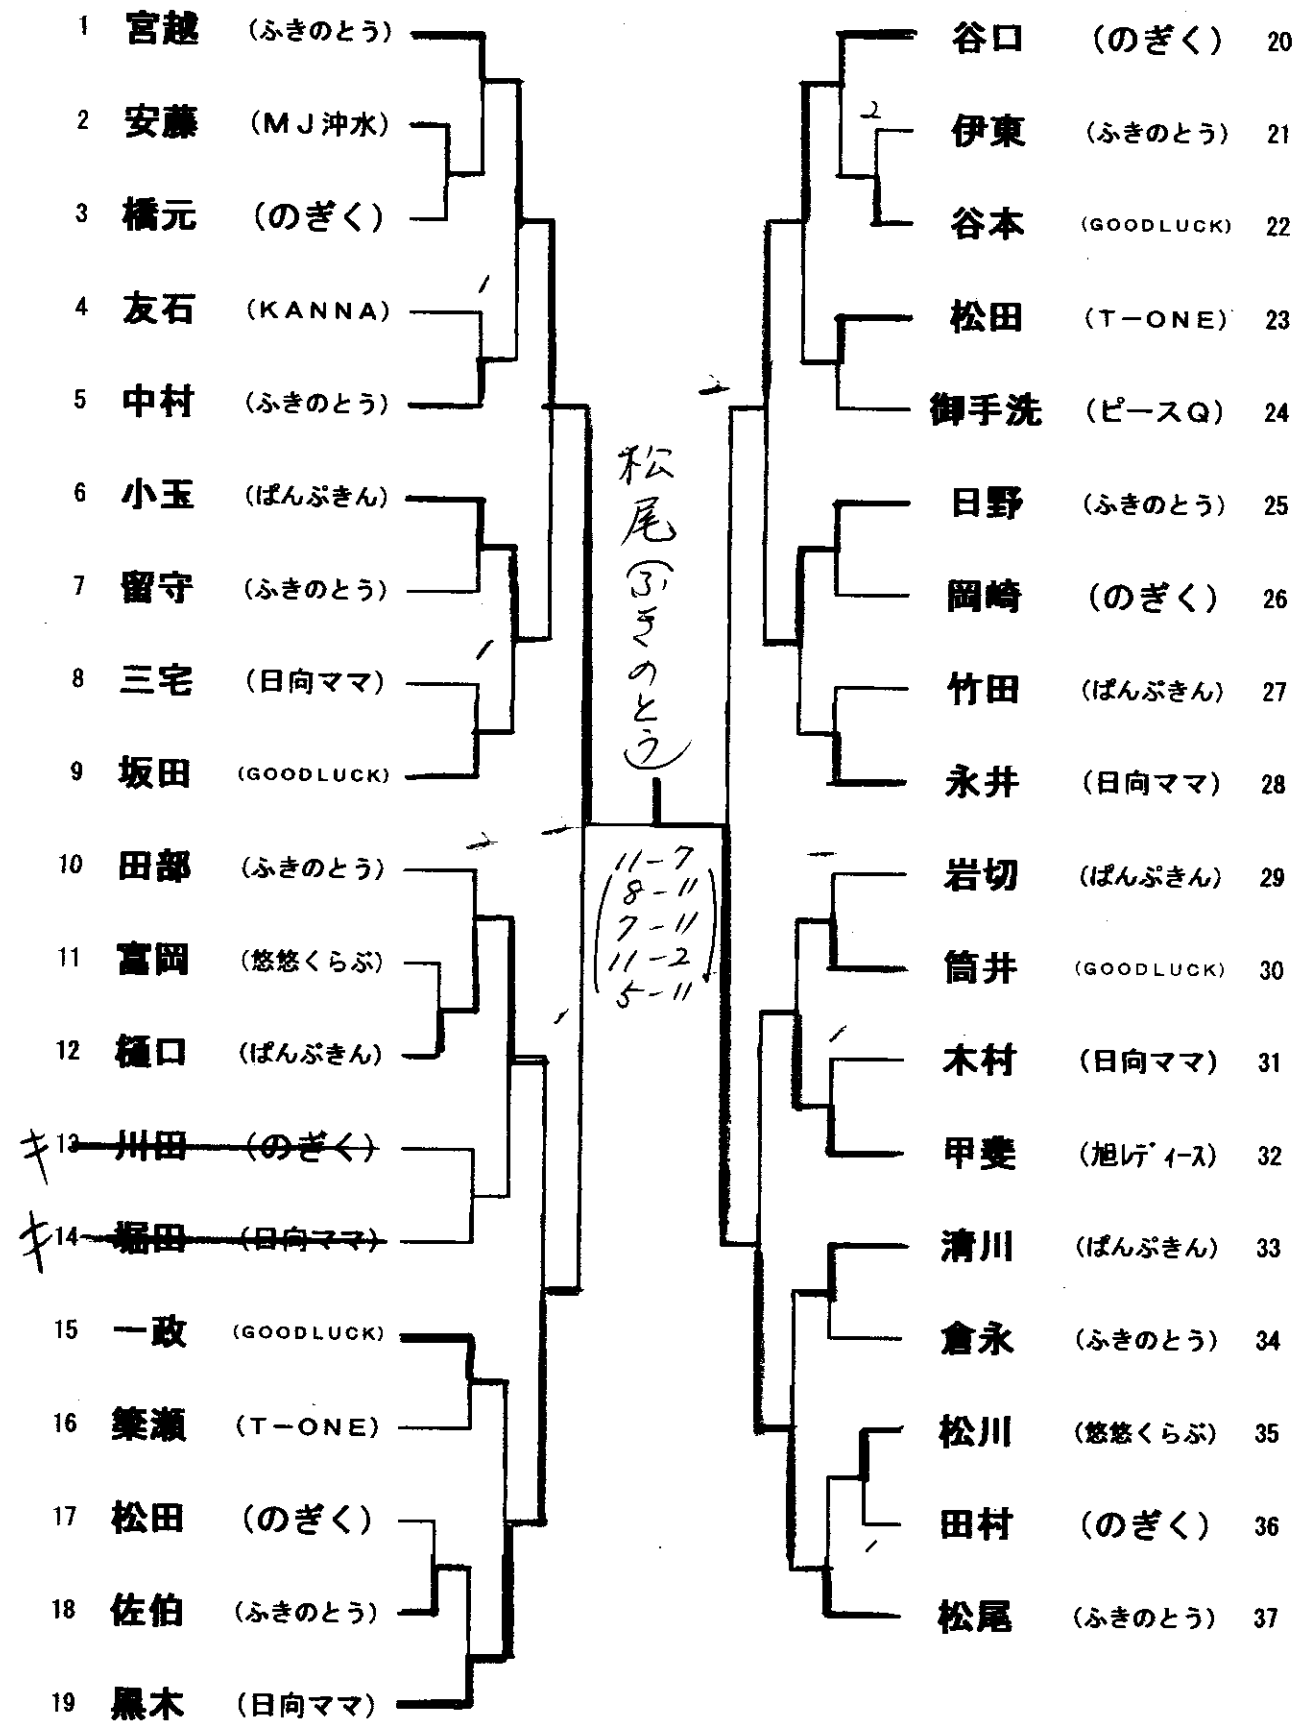 1 宮越 (ふきのとう)
2 安藤 (MJ沖水)
3 橋元 (のぎく)
4 友石 (KANNA)
5 中村 (ふきのとう)
6 小玉 (ぱんぷきん)
7 留守 (ふきのとう)
8 三宅 (日向ママ)
9 坂田 (GOODLUCK)
10 田部 (ふきのとう)
11 富岡 (悠悠くらぶ)
12 樋口 (ぱんぷきん)
キ 13 川田 (のぎく)
キ 14 堀田 (日向ママ)
15 一政 (GOODLUCK)
16 簗瀬 (T-ONE)
17 松田 (のぎく)
18 佐伯 (ふきのとう)
19 黒木 (日向ママ)
松尾(ふきのとう)
11-7
8-11
7-11
11-2
5-11
谷口 (のぎく) 20
2
伊東 (ふきのとう) 21
谷本 (GOODLUCK) 22
松田 (T-ONE) 23
御手洗 (ピースQ) 24
日野 (ふきのとう) 25
岡崎 (のぎく) 26
竹田 (ぱんぷきん) 27
永井 (日向ママ) 28
岩切 (ぱんぷきん) 29
筒井 (GOODLUCK) 30
木村 (日向ママ) 31
甲斐 (旭ﾚﾃﾞｨｰｽ) 32
清川 (ぱんぷきん) 33
倉永 (ふきのとう) 34
松川 (悠悠くらぶ) 35
田村 (のぎく) 36
松尾 (ふきのとう) 37